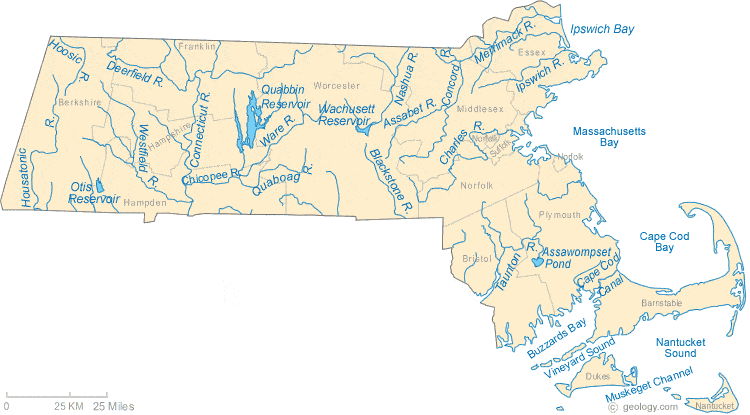 Ipswich Bay
Merrimack R.
Hoosic R.
Franklin
Essex
Deerfield R.
Nashua R.
Concord R.
Ipswich R.
Quabbin
Reservoir
Worcester
Berkshire
Wachusett
Reservoir
Assabet R.
Middlesex
Connecticut R.
Hampshire
Ware R.
Charles R.
Massachusetts
Bay
Westfield R.
Norfolk
Suffolk
Norfolk
Housatonic R.
Chicopee R.
Quaboag R.
Blackstone R.
Otis
Reservoir
Hampden
Norfolk
Plymouth
Cape Cod
Bay
Taunton R.
Assawompset
Pond
Bristol
Cape Cod
Canal
Barnstable
Buzzards Bay
Vineyard Sound
Nantucket
Sound
Dukes
Muskeget Channel
Nantucket
25 KM 25 Miles
© geology.com